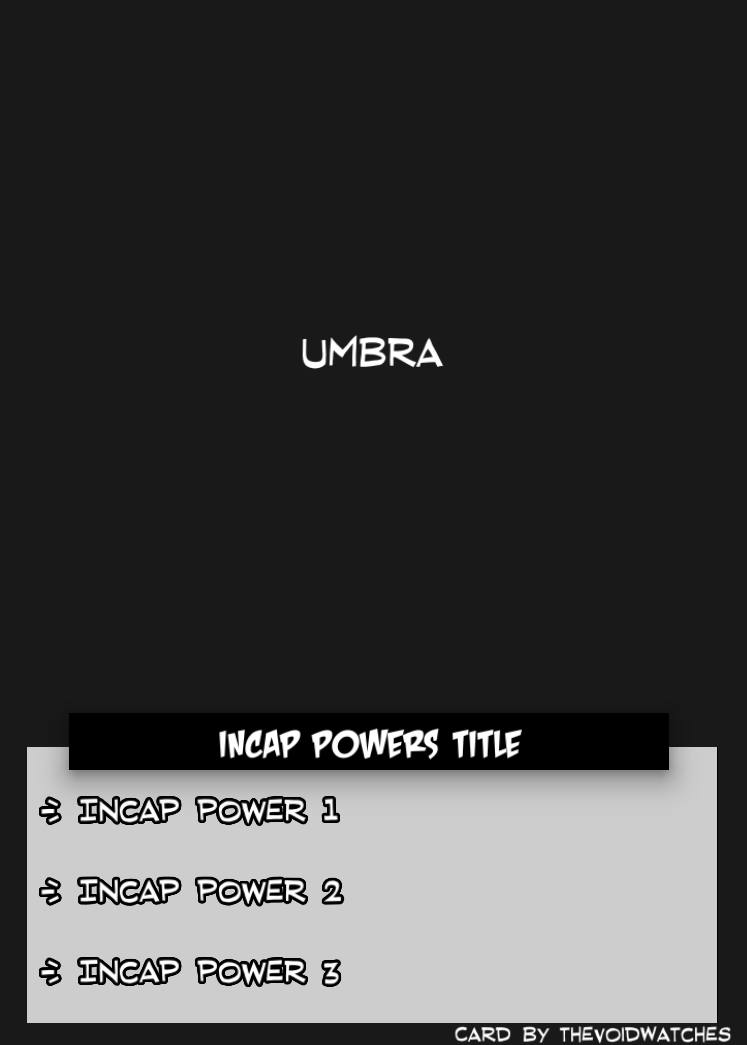 UMBRA
INCAP POWERS TITLE
INCAP POWER 1
INCAP POWER 2
INCAP POWER 3
CARD BY THEVOIDWATCHES